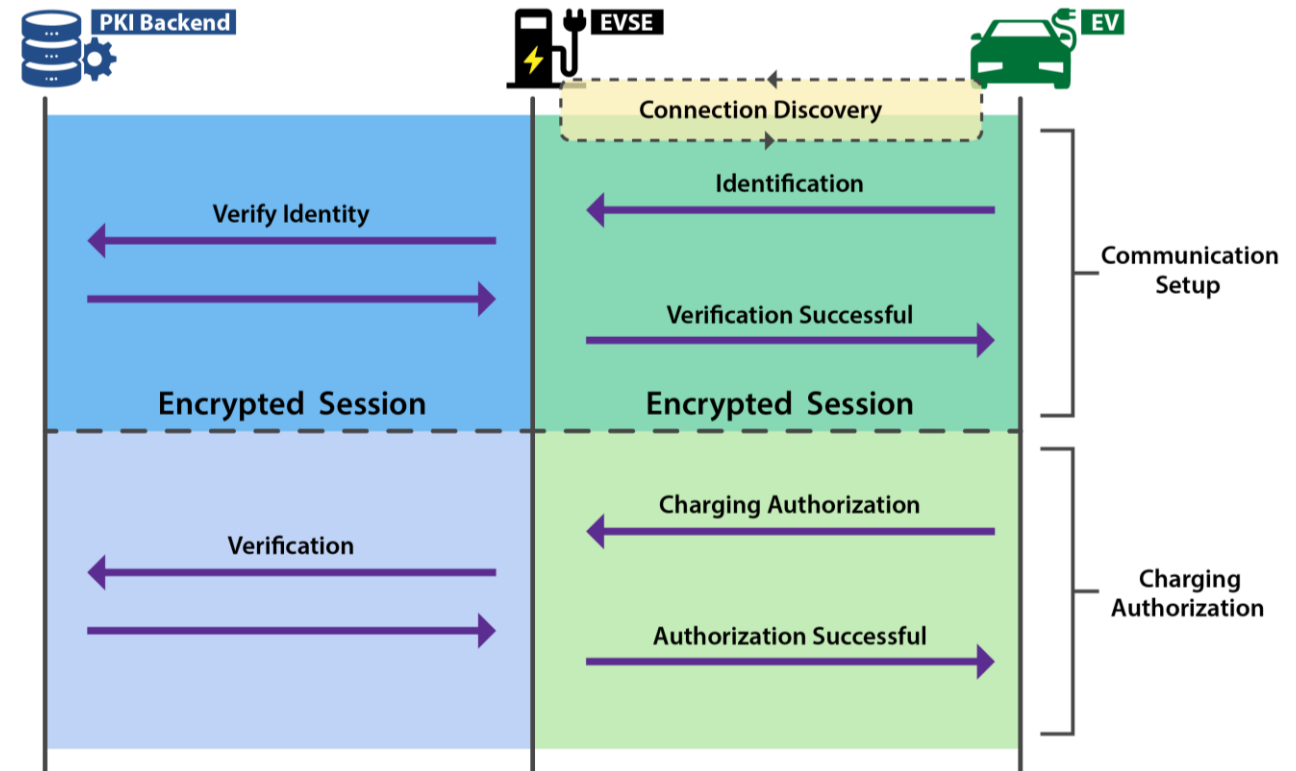 PKI Backend
EVSE
EV
Connection Discovery
Identification
Verify Identity
Communication
Setup
Verification Successful
Encrypted Session
Encrypted Session
Charging Authorization
Verification
Charging
Authorization
Authorization Successful